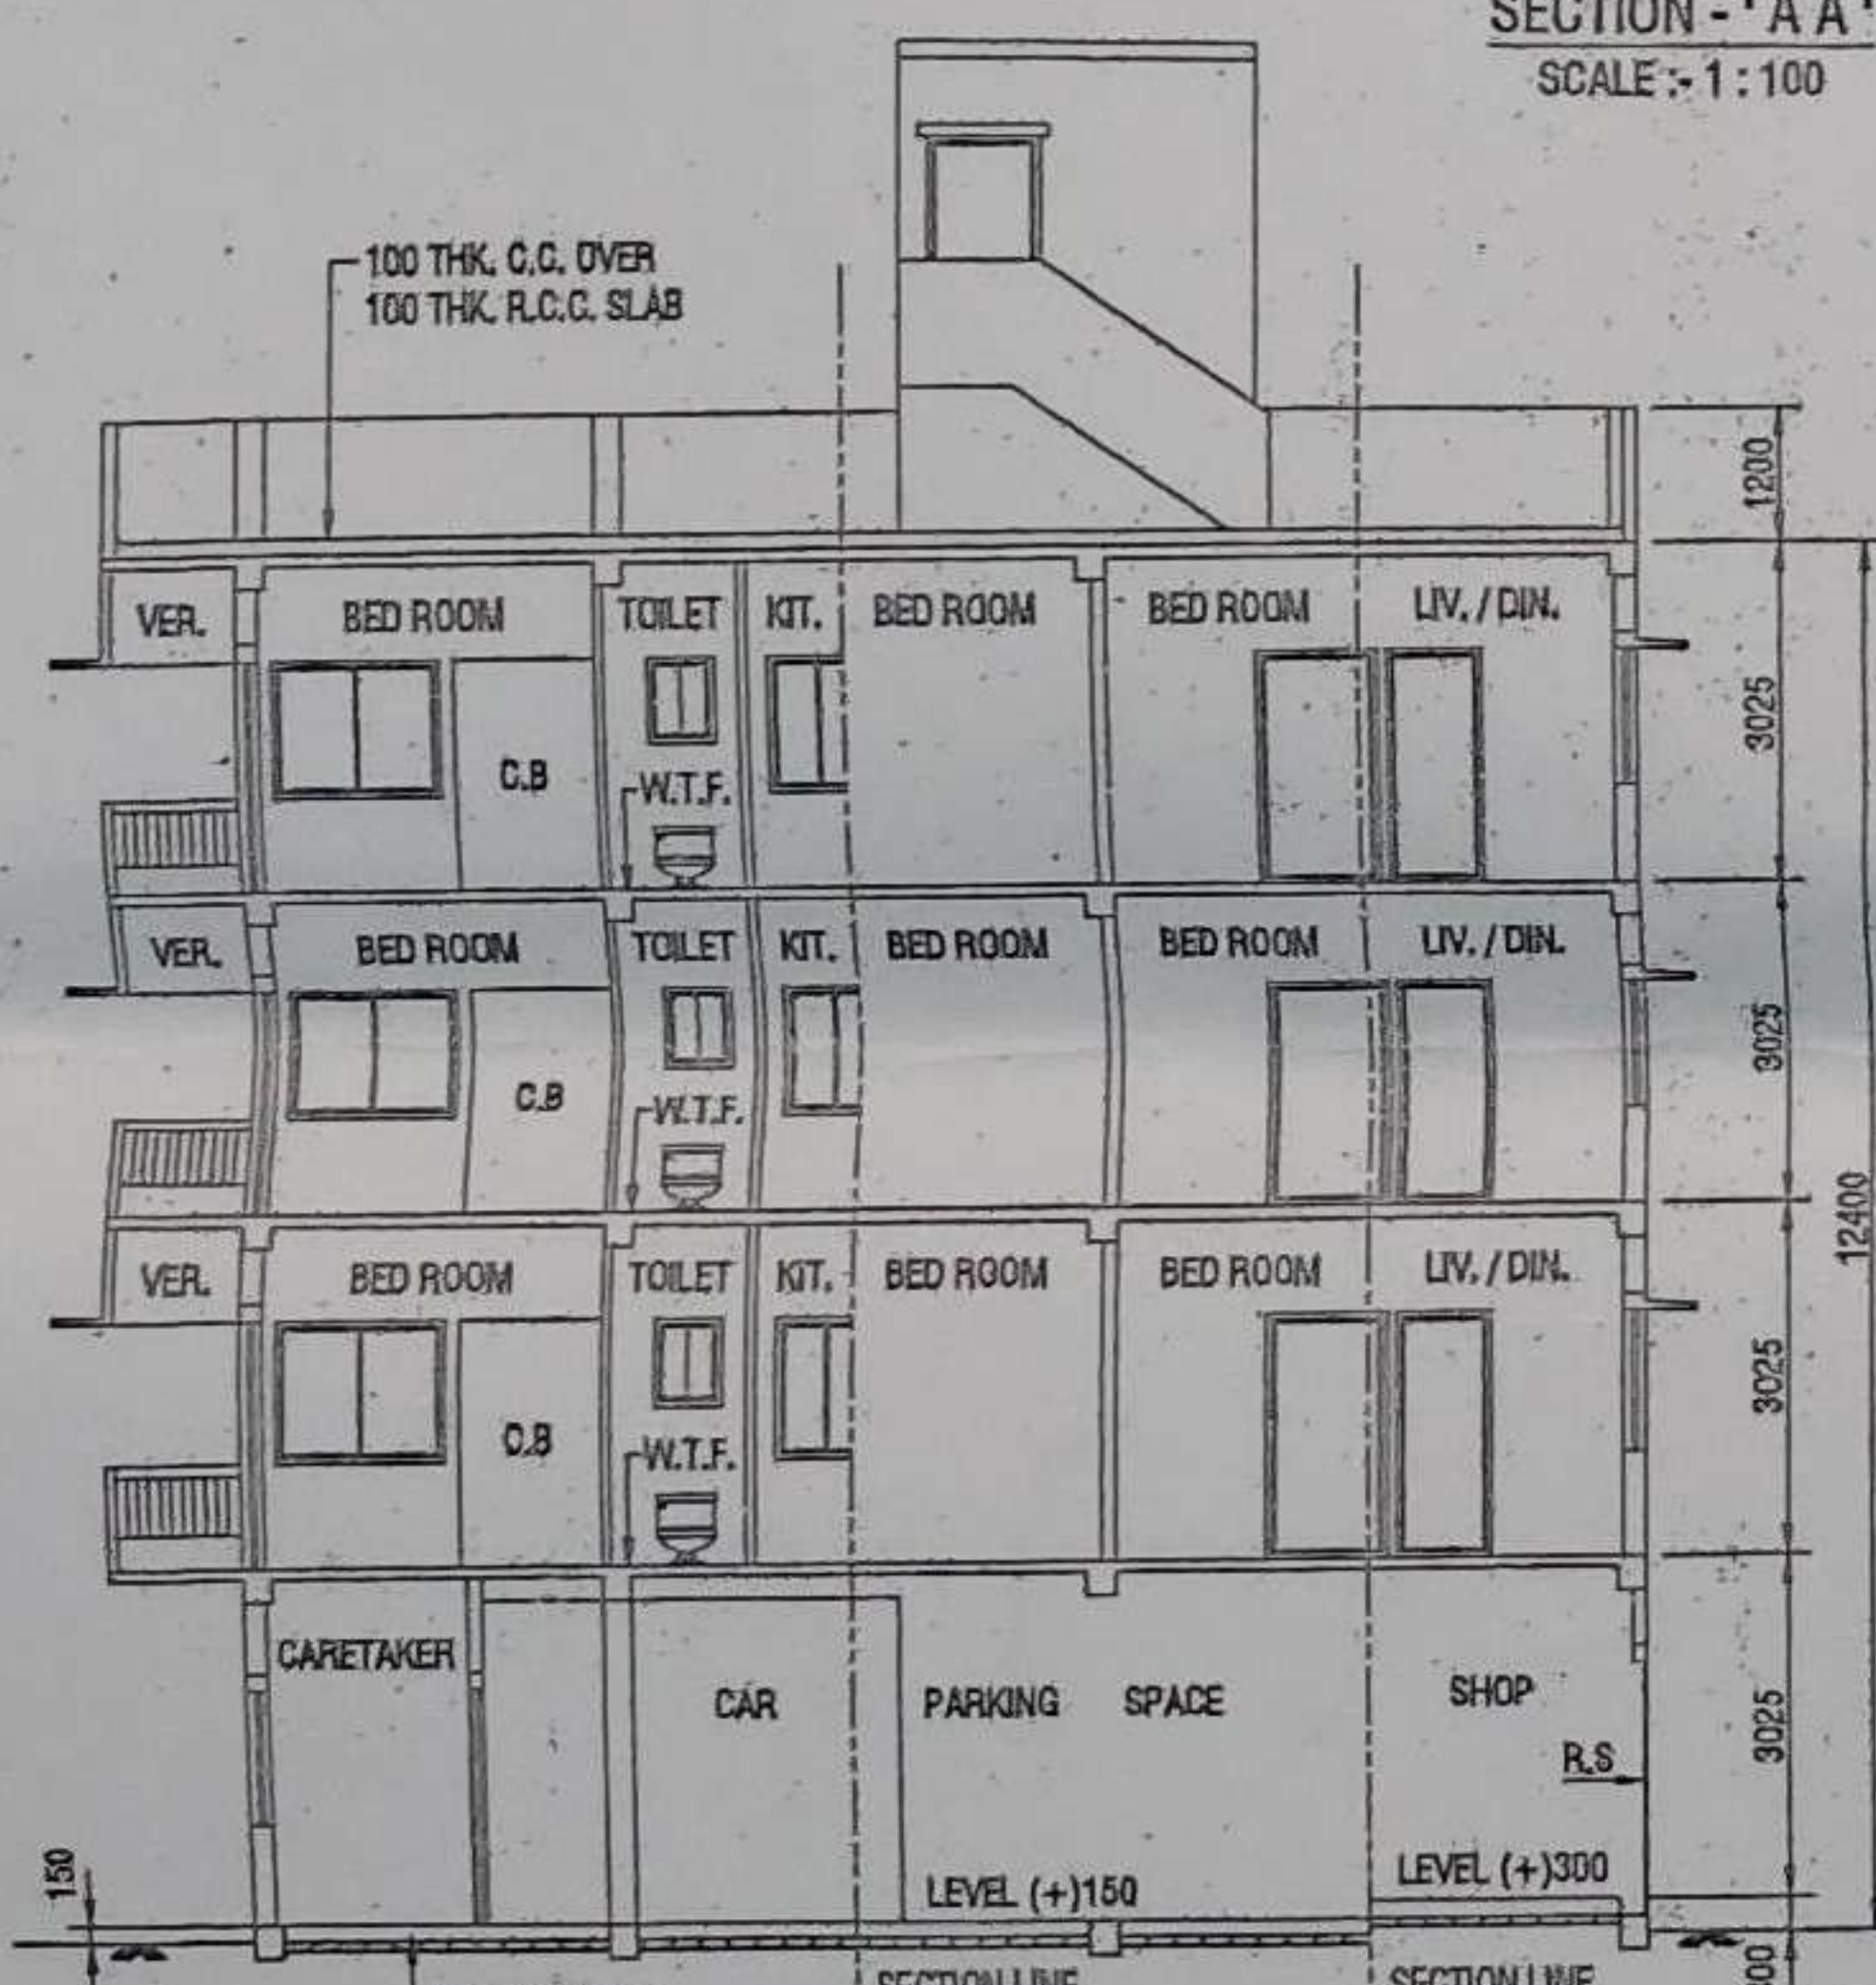 SECTION - 'A A'
SCALE :- 1 : 100
100 THK. C.C. OVER
100 THK. R.C.C. SLAB
1200
VER. BED ROOM TOILET KIT. BED ROOM BED ROOM LIV. / DIN.
3025
C.B W.T.F.
VER. BED ROOM TOILET KIT. BED ROOM BED ROOM LIV. / DIN.
3025
C.B W.T.F.
12400
VER. BED ROOM TOILET KIT. BED ROOM BED ROOM LIV. / DIN.
3025
C.B W.T.F.
CARETAKER
CAR PARKING SPACE SHOP
3025
R.S
150
LEVEL (+)150 LEVEL (+)300
SECTION LINE SECTION LINE